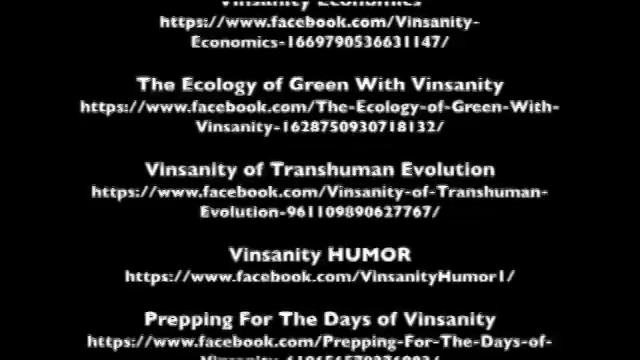 Vinsanity Economics
https://www.facebook.com/Vinsanity-
Economics-1669790536631147/
The Ecology of Green With Vinsanity
https://www.facebook.com/The-Ecology-of-Green-With-
Vinsanity-1628750930718132/
Vinsanity of Transhuman Evolution
https://www.facebook.com/Vinsanity-of-Transhuman-
Evolution-961109890627767/
Vinsanity HUMOR
https://www.facebook.com/VinsanityHumor1/
Prepping For The Days of Vinsanity
https://www.facebook.com/Prepping-For-The-Days-of-